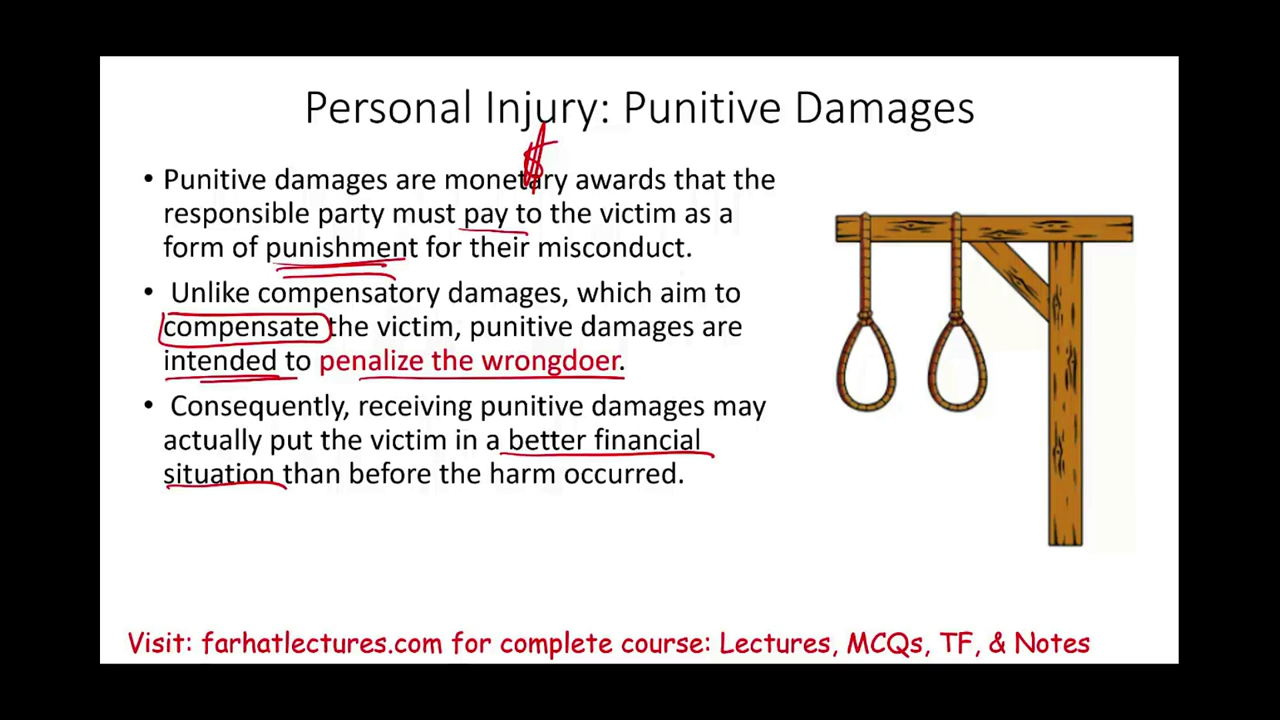 Personal Injury: Punitive Damages
$
• Punitive damages are monetary awards that the
responsible party must pay to the victim as a
form of punishment for their misconduct.
• Unlike compensatory damages, which aim to
compensate the victim, punitive damages are
intended to penalize the wrongdoer.
• Consequently, receiving punitive damages may
actually put the victim in a better financial
situation than before the harm occurred.
Visit: farhatlectures.com for complete course: Lectures, MCQs, TF, & Notes